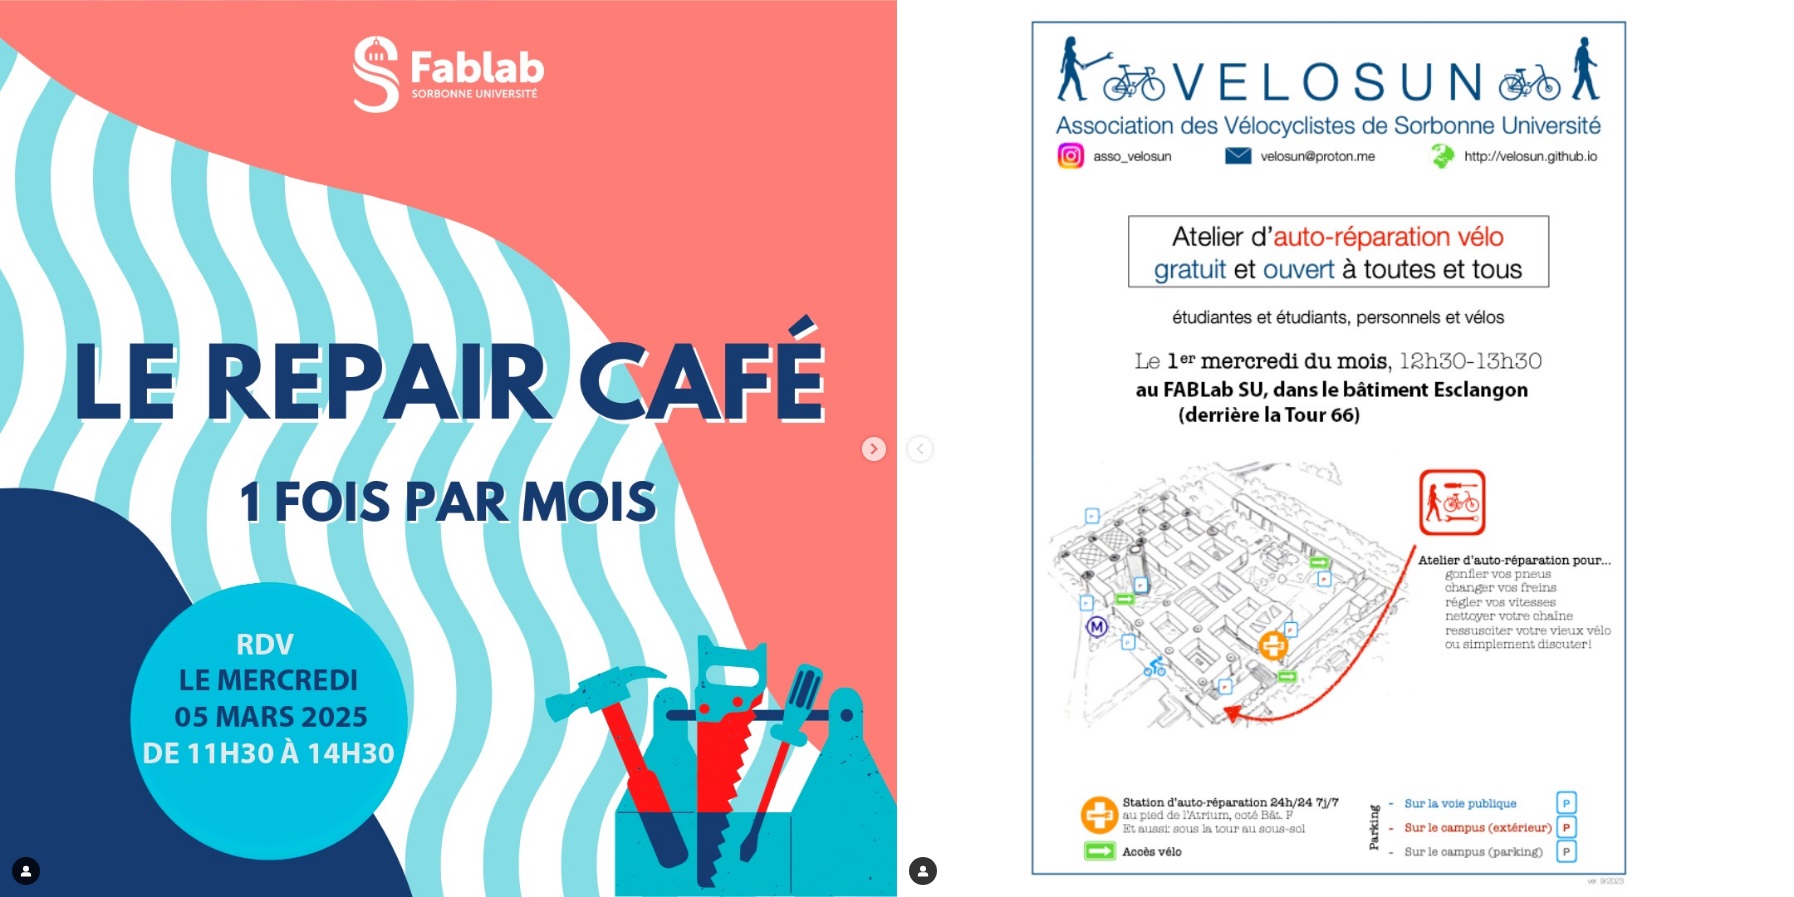 Fablab
SORBONNE UNIVERSITÉ
LE REPAIR CAFÉ
1 FOIS PAR MOIS
RDV
LE MERCREDI
05 MARS 2025
DE 11H30 À 14H30
VELOSUN
Association des Vélocyclistes de Sorbonne Université
asso_velosun
velosun@proton.me
http://velosun.github.io
Atelier d'auto-réparation vélo
gratuit et ouvert à toutes et tous
étudiantes et étudiants, personnels et vélos
Le 1er mercredi du mois, 12h30-13h30
au FABLab SU, dans le bâtiment Esclangon
(derrière la Tour 66)
P
P
P
P
M
P
P
P
Atelier d'auto-réparation pour...
gonfler vos pneus
changer vos freins
régler vos vitesses
nettoyer votre chaîne
ressusciter votre vieux vélo
ou simplement discuter!
Station d'auto-réparation 24h/24 7j/7
au pied de l'Atrium, coté Bât. F
Et aussi: sous la tour au sous-sol
Accès vélo
Parking
- Sur la voie publique P
- Sur le campus (extérieur) P
- Sur le campus (parking) P
ver 9/2023